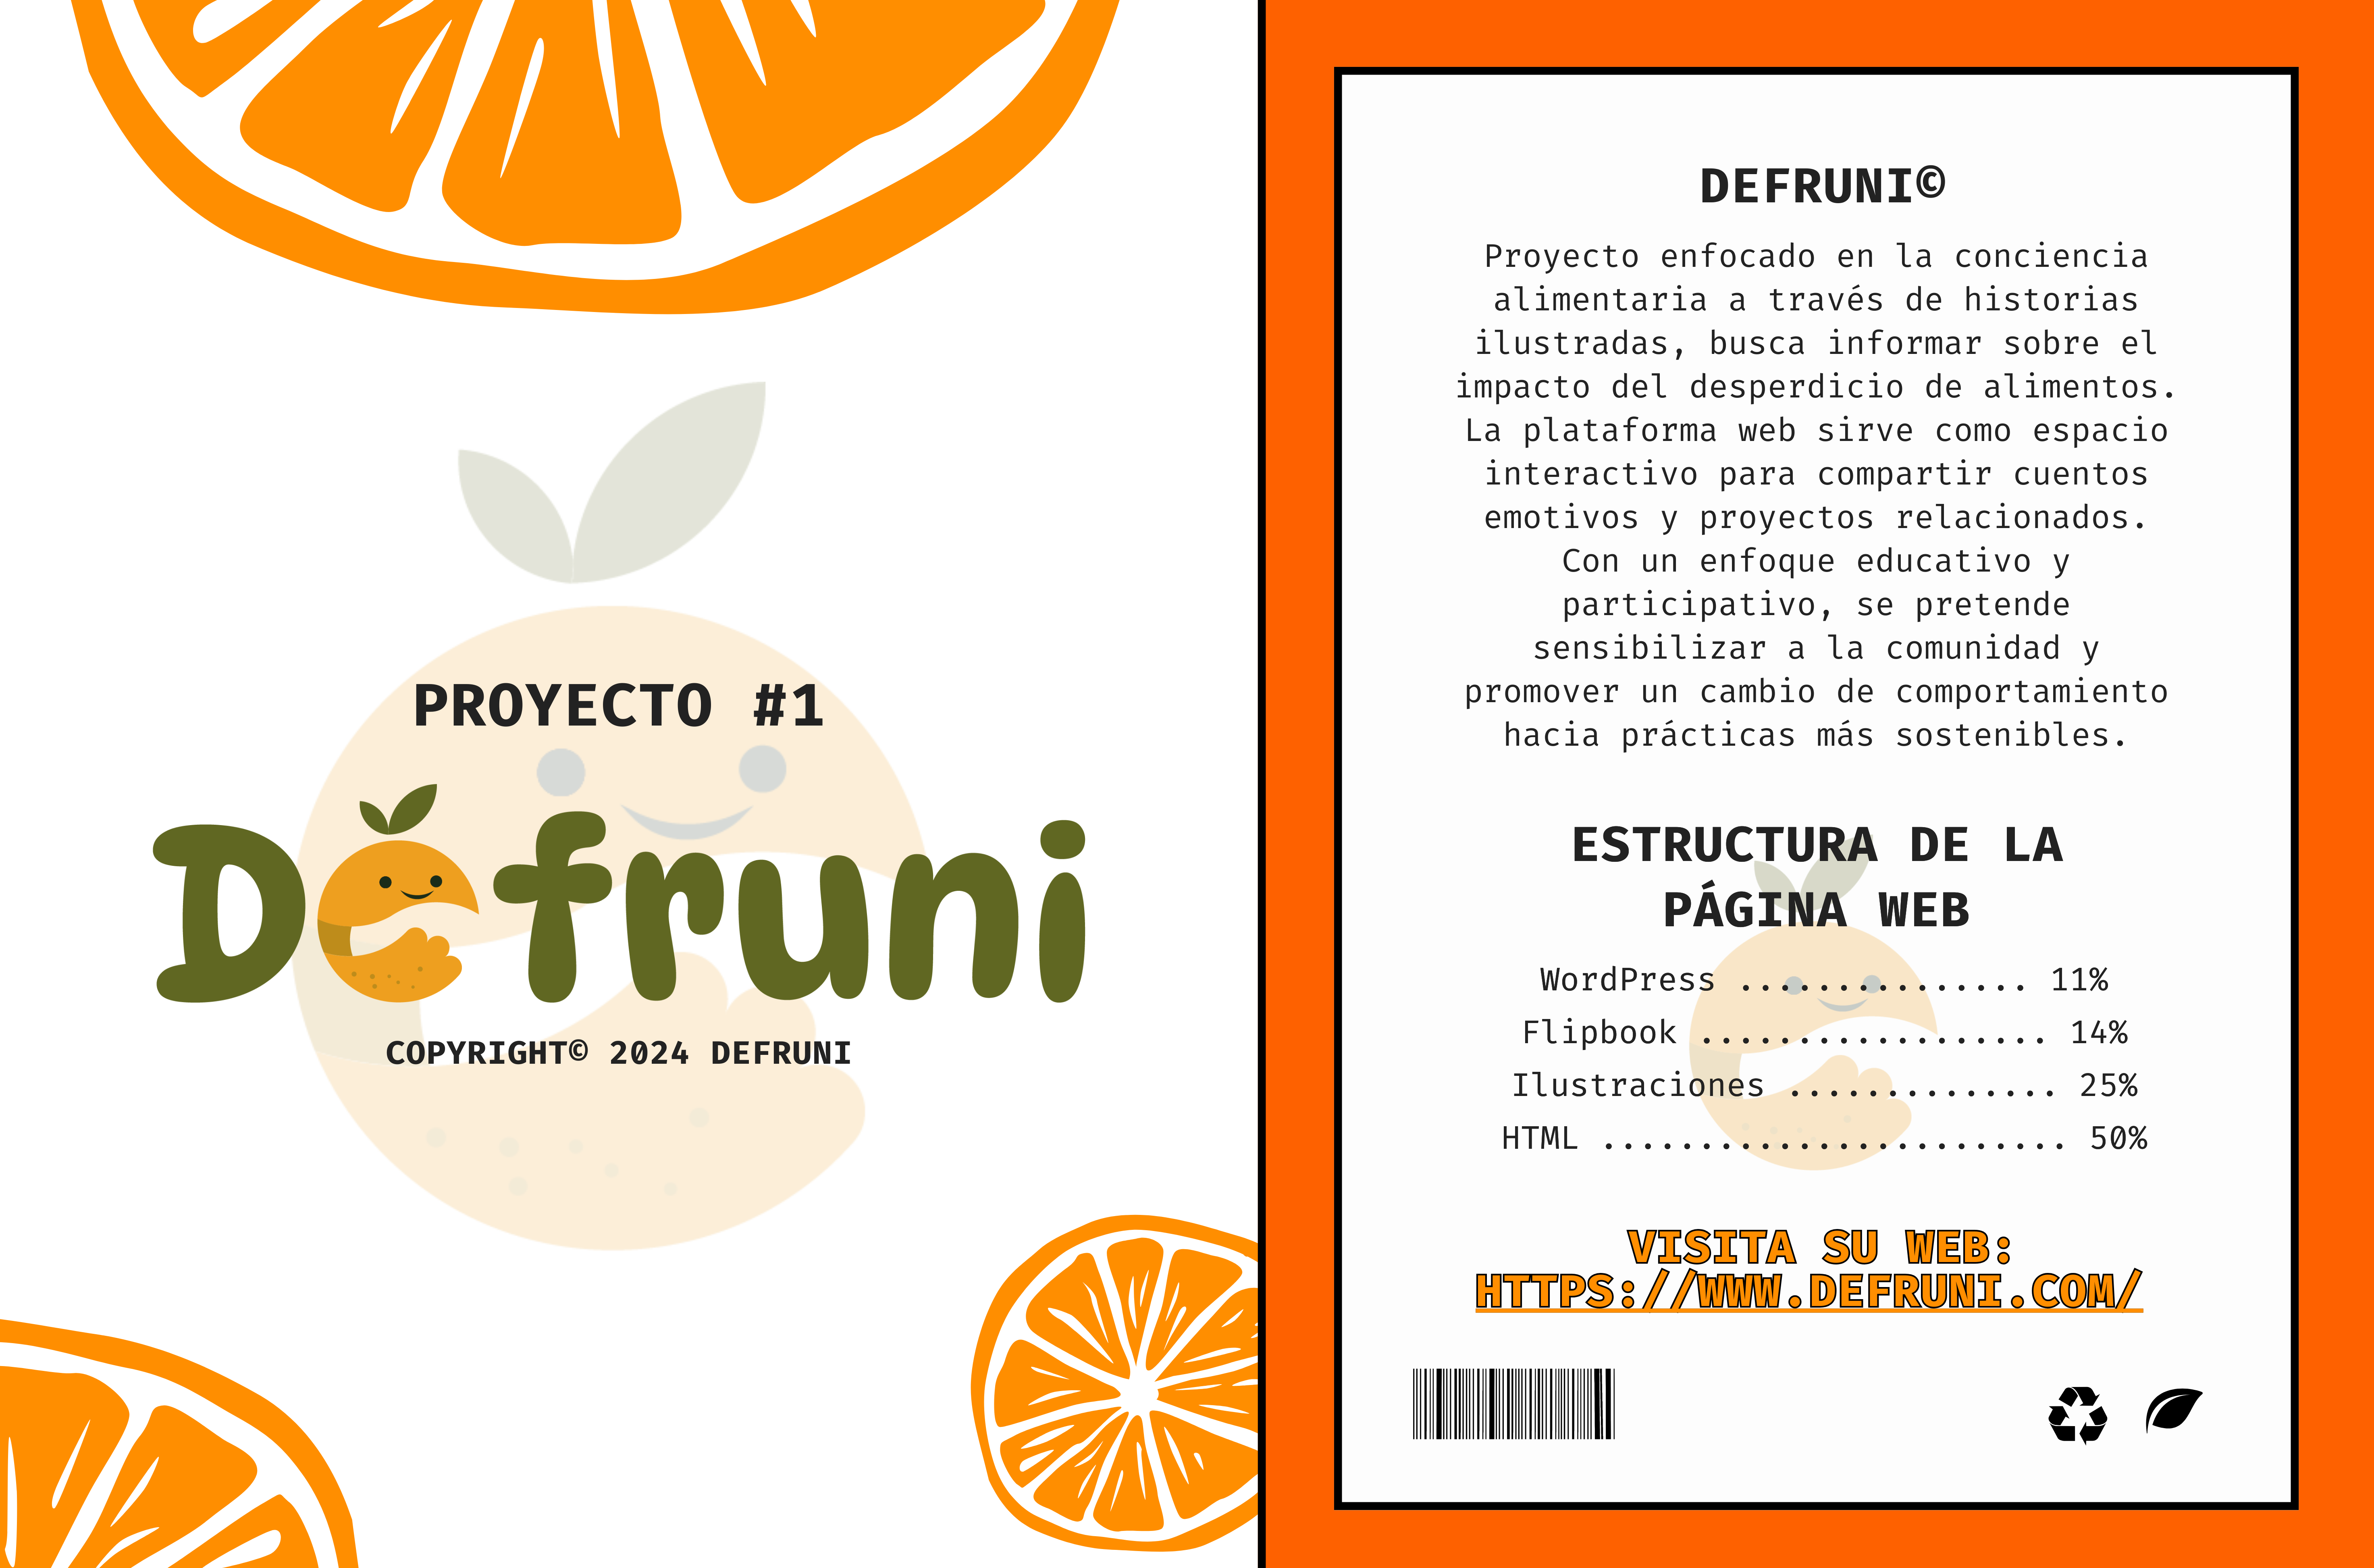 PROYECTO #1
Defruni
COPYRIGHT© 2024 DEFRUNI
DEFRUNI©
Proyecto enfocado en la conciencia
alimentaria a través de historias
ilustradas, busca informar sobre el
impacto del desperdicio de alimentos.
La plataforma web sirve como espacio
interactivo para compartir cuentos
emotivos y proyectos relacionados.
Con un enfoque educativo y
participativo, se pretende
sensibilizar a la comunidad y
promover un cambio de comportamiento
hacia prácticas más sostenibles.
ESTRUCTURA DE LA
PÁGINA WEB
WordPress ............... 11%
Flipbook .................. 14%
Ilustraciones .............. 25%
HTML ........................ 50%
VISITA SU WEB:
HTTPS://WWW.DEFRUNI.COM/